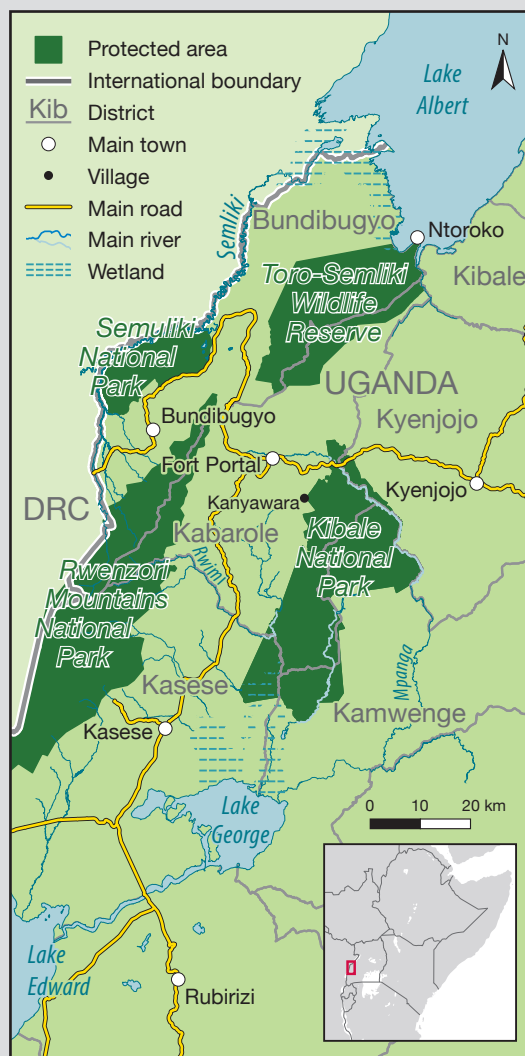 Protected area
International boundary
Kib District
Main town
Village
Main road
Main river
Wetland
N
Lake
Albert
Semliki
Bundibugyo
Ntoroko
Kibale
Toro-Semliki
Wildlife
Reserve
Semuliki
National
Park
UGANDA
Bundibugyo
Kyenjojo
Fort Portal
Kyenjojo
Kanyawara
DRC
Kabarole
Kibale
National
Park
Rwimi
Rwenzori
Mountains
National
Park
Mpanga
Kasese
Kamwenge
Kasese
Lake
George
0 10 20 km
Lake
Edward
Rubirizi